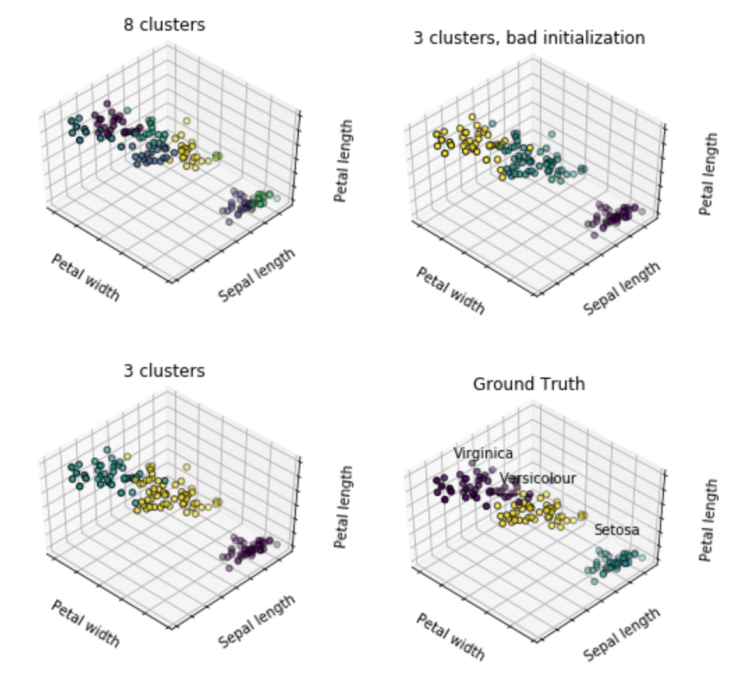 8 clusters
Petal length
Petal width
Sepal length
3 clusters, bad initialization
Petal length
Petal width
Sepal length
3 clusters
Petal length
Petal width
Sepal length
Ground Truth
Virginica
Versicolour
Setosa
Petal length
Petal width
Sepal length